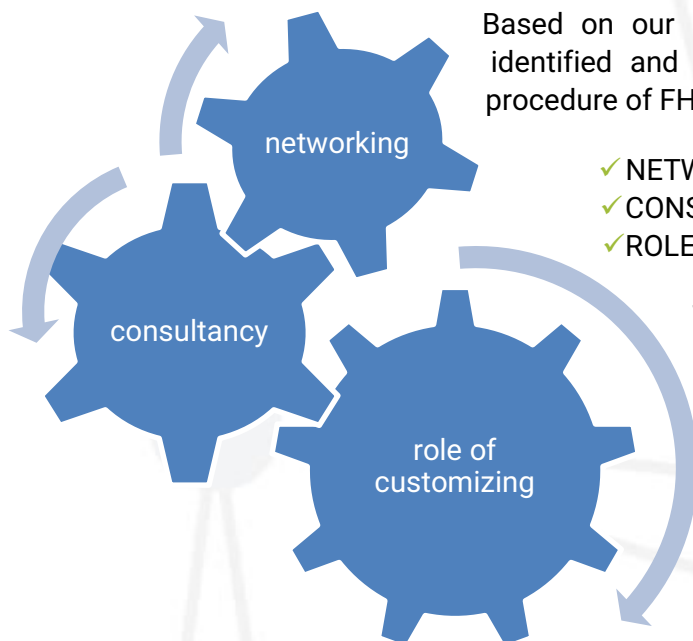 Based on our
identified and
procedure of FH
networking
NETW
CONS
ROLE
consultancy
role of
customizing